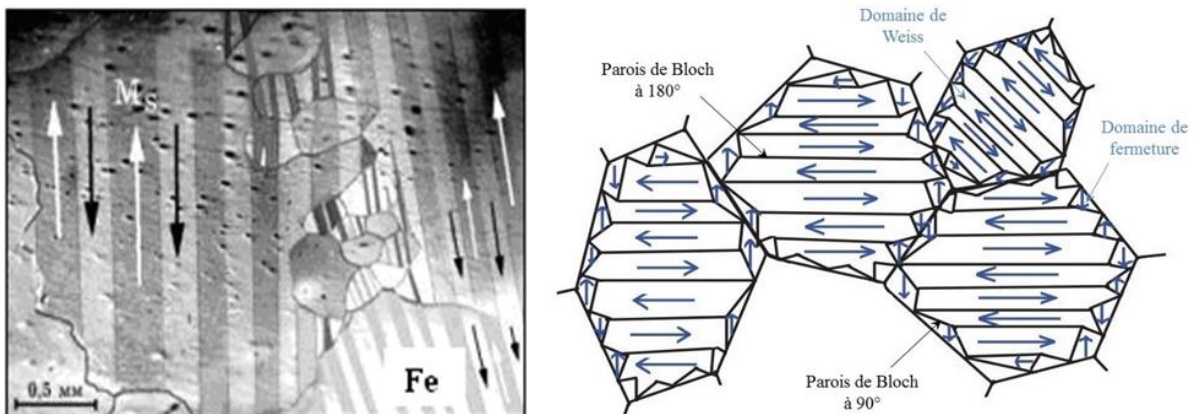 Ms
Fe
0,5 мм
Domaine de
Weiss
Parois de Bloch
à 180°
Domaine de
fermeture
Parois de Bloch
à 90°